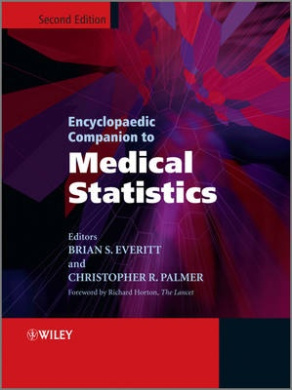 Second Edition
Encyclopaedic
Companion to
Medical
Statistics
Editors
BRIAN S. EVERITT
and
CHRISTOPHER R. PALMER
Foreword by Richard Horton, The Lancet
WILEY